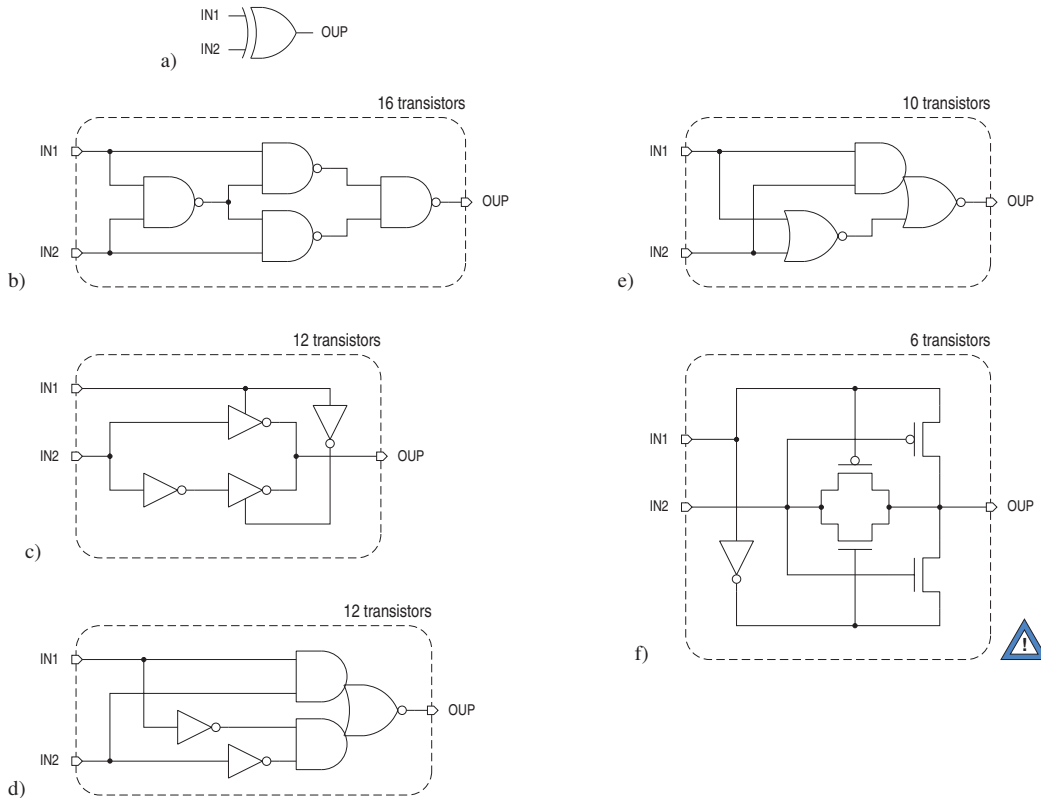 IN1
IN2
OUP
a)
16 transistors
IN1
IN2
OUP
b)
12 transistors
IN1
IN2
OUP
c)
12 transistors
IN1
IN2
OUP
d)
10 transistors
IN1
IN2
OUP
e)
6 transistors
IN1
IN2
OUP
f)
!